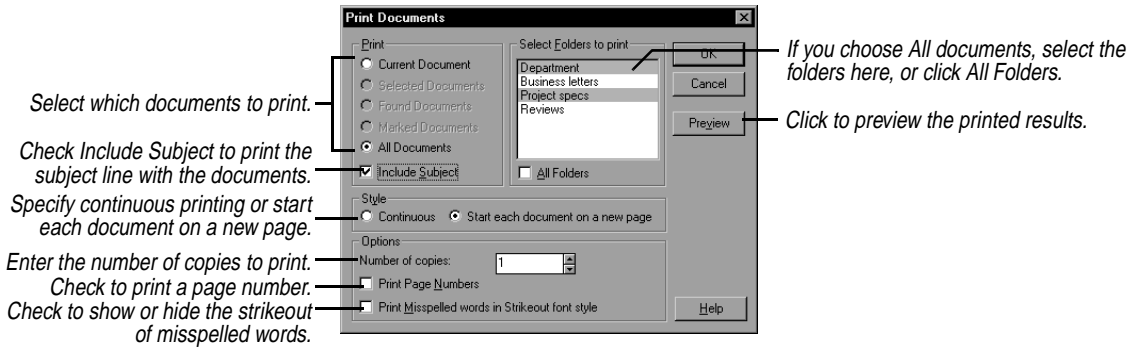 Print Documents
Print
Current Document
Selected Documents
Found Documents
Marked Documents
All Documents
Include Subject
Select Folders to print
Department
Business letters
Project specs
Reviews
All Folders
OK
Cancel
Preview
Style
Continuous
Start each document on a new page
Options
Number of copies:
1
Print Page Numbers
Print Misspelled words in Strikeout font style
Help
Select which documents to print.
Check Include Subject to print the
subject line with the documents.
Specify continuous printing or start
each document on a new page.
Enter the number of copies to print.
Check to print a page number.
Check to show or hide the strikeout
of misspelled words.
If you choose All documents, select the
folders here, or click All Folders.
Click to preview the printed results.